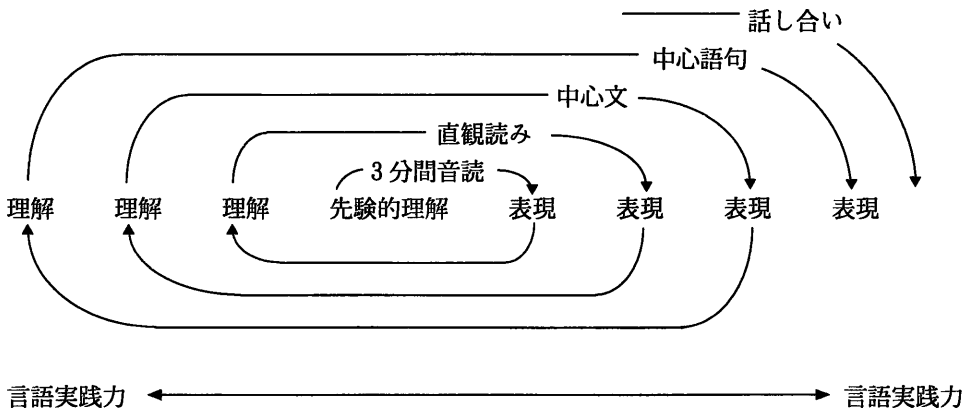 話し合い
中心語句
中心文
直観読み
3分間音読
理解 理解 理解 先験的理解 表現 表現 表現 表現
言語実践力 言語実践力